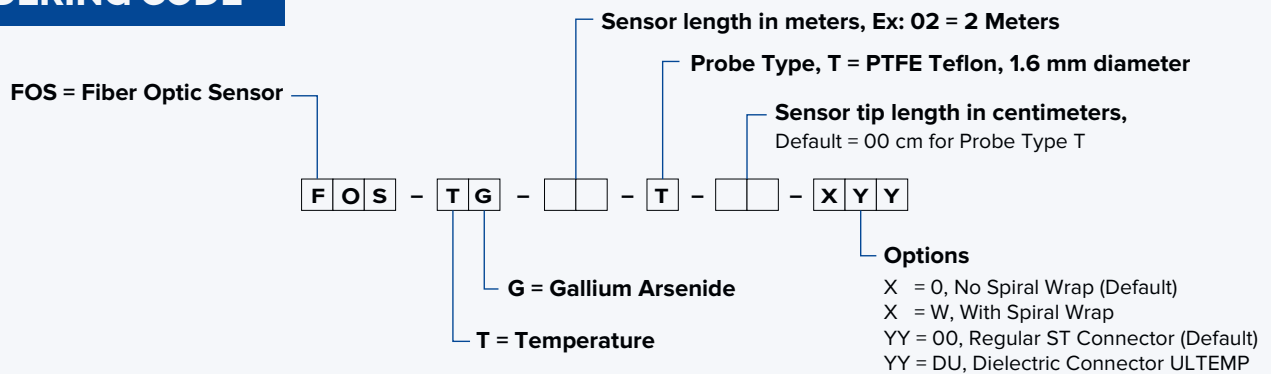 Sensor length in meters, Ex: 02 = 2 Meters
Probe Type, T = PTFE Teflon, 1.6 mm diameter
FOS = Fiber Optic Sensor
Sensor tip length in centimeters,
Default = 00 cm for Probe Type T
F O S – T G – – T – – X Y Y
Options
G = Gallium Arsenide
X = 0, No Spiral Wrap (Default)
X = W, With Spiral Wrap
T = Temperature
YY = 00, Regular ST Connector (Default)
YY = DU, Dielectric Connector ULTEMP